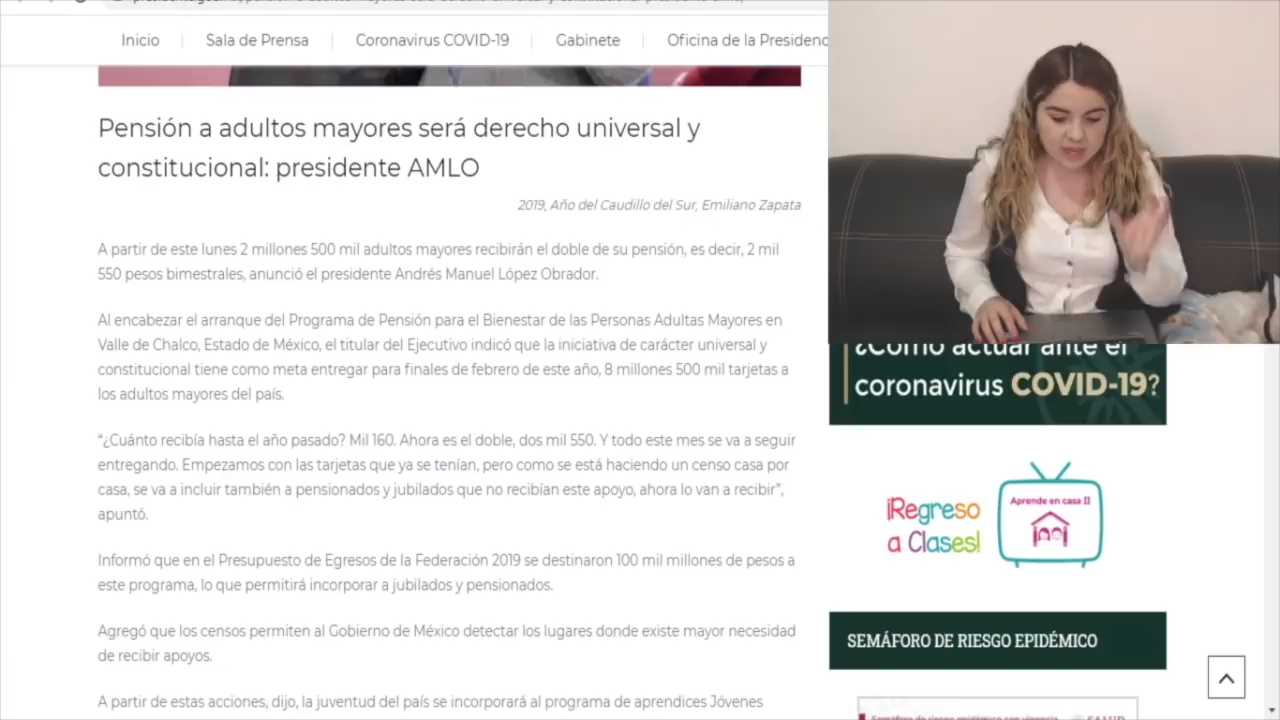 Inicio
Sala de Prensa
Coronavirus COVID-19
Gabinete
Oficina de la Presidenc
Pensión a adultos mayores será derecho universal y
constitucional: presidente AMLO
2019, Año del Caudillo del Sur, Emiliano Zapata
A partir de este lunes 2 millones 500 mil adultos mayores recibirán el doble de su pensión, es decir, 2 mil
550 pesos bimestrales, anunció el presidente Andrés Manuel López Obrador.
Al encabezar el arranque del Programa de Pensión para el Bienestar de las Personas Adultas Mayores en
Valle de Chalco, Estado de México, el titular del Ejecutivo indicó que la iniciativa de carácter universal y
constitucional tiene como meta entregar para finales de febrero de este año, 8 millones 500 mil tarjetas a
los adultos mayores del país.
“¿Cuánto recibía hasta el año pasado? Mil 160. Ahora es el doble, dos mil 550. Y todo este mes se va a seguir
entregando. Empezamos con las tarjetas que ya se tenían, pero como se está haciendo un censo casa por
casa, se va a incluir también a pensionados y jubilados que no recibían este apoyo, ahora lo van a recibir”,
apuntó.
Informó que en el Presupuesto de Egresos de la Federación 2019 se destinaron 100 mil millones de pesos a
este programa, lo que permitirá incorporar a jubilados y pensionados.
Agregó que los censos permiten al Gobierno de México detectar los lugares donde existe mayor necesidad
de recibir apoyos.
A partir de estas acciones, dijo, la juventud del país se incorporará al programa de aprendices Jóvenes
¿Cómo actuar ante el
coronavirus COVID-19?
¡Regreso
a Clases!
Aprende en casa II
SEMÁFORO DE RIESGO EPIDÉMICO